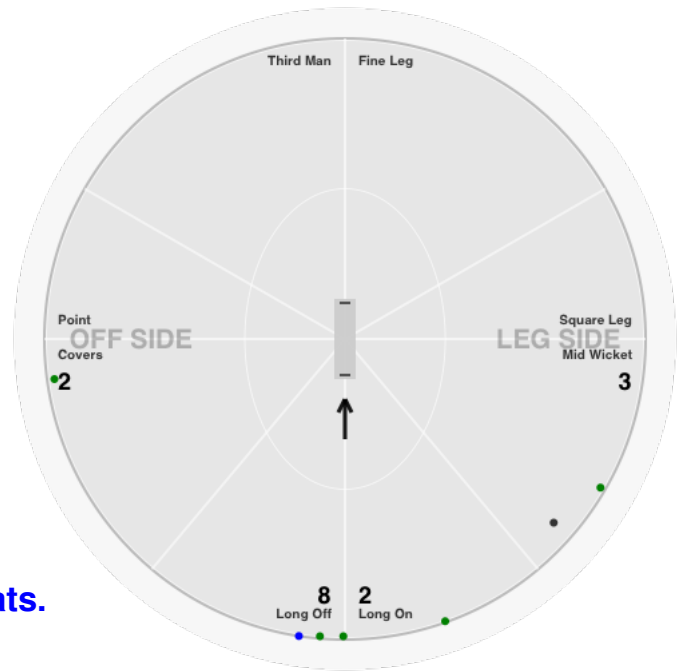 Third Man Fine Leg
Point Square Leg
OFF SIDE LEG SIDE
Covers Mid Wicket
2 3
8 2
Long Off Long On
ats.